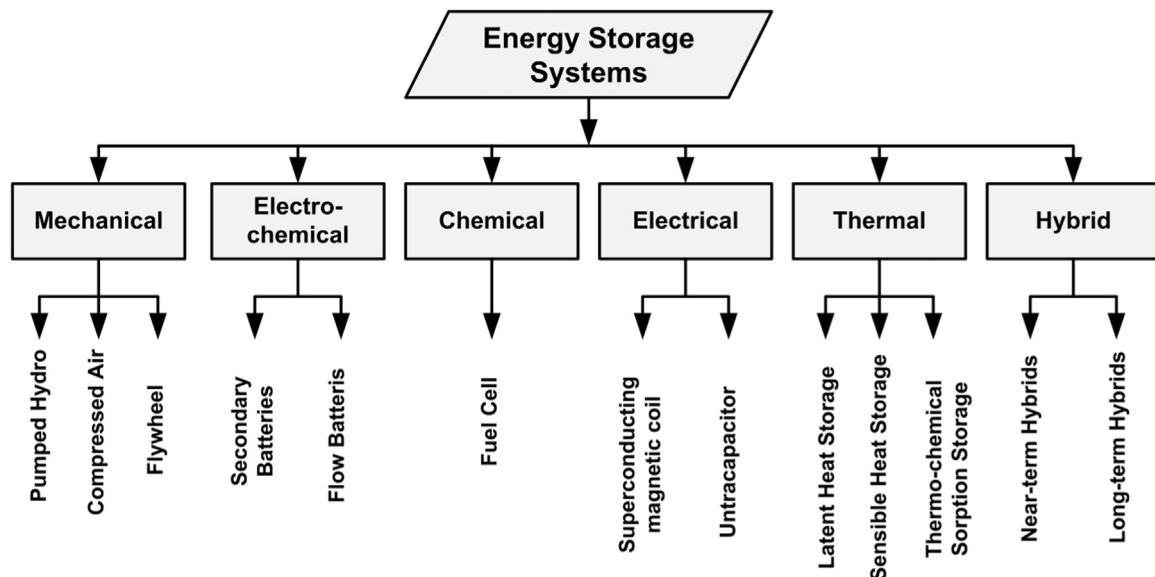 Energy Storage
Systems
Mechanical
Electro-
chemical
Chemical
Electrical
Thermal
Hybrid
Pumped Hydro
Compressed Air
Flywheel
Secondary
Batteries
Flow Batteris
Fuel Cell
Superconducting
magnetic coil
Untracapacitor
Latent Heat Storage
Sensible Heat Storage
Thermo-chemical
Sorption Storage
Near-term Hybrids
Long-term Hybrids